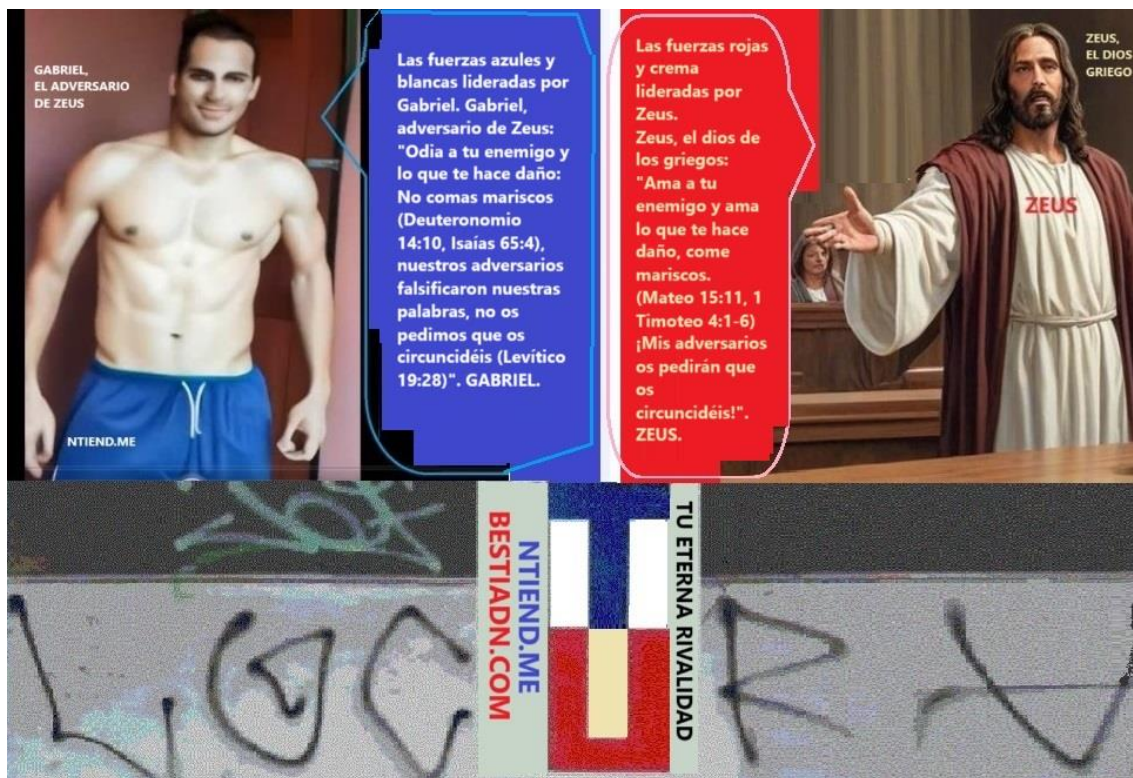 GABRIEL,
EL ADVERSARIO
DE ZEUS
NTIEND.ME
Las fuerzas azules y
blancas lideradas por
Gabriel. Gabriel,
adversario de Zeus:
"Odia a tu enemigo y
lo que te hace daño:
No comas mariscos
(Deuteronomio
14:10, Isaías 65:4),
nuestros adversarios
falsificaron nuestras
palabras, no os
pedimos que os
circuncidéis (Levítico
19:28)". GABRIEL.
Las fuerzas rojas
y crema
lideradas por
Zeus.
Zeus, el dios de
los griegos:
"Ama a tu
enemigo y ama
lo que te hace
daño, come
mariscos.
(Mateo 15:11, 1
Timoteo 4:1-6)
¡Mis adversarios
os pedirán que
os
circuncidéis!".
ZEUS.
ZEUS,
EL DIOS
GRIEGO
ZEUS
BESTIADN.COM
NTIEND.ME
TU
TU ETERNA RIVALIDAD